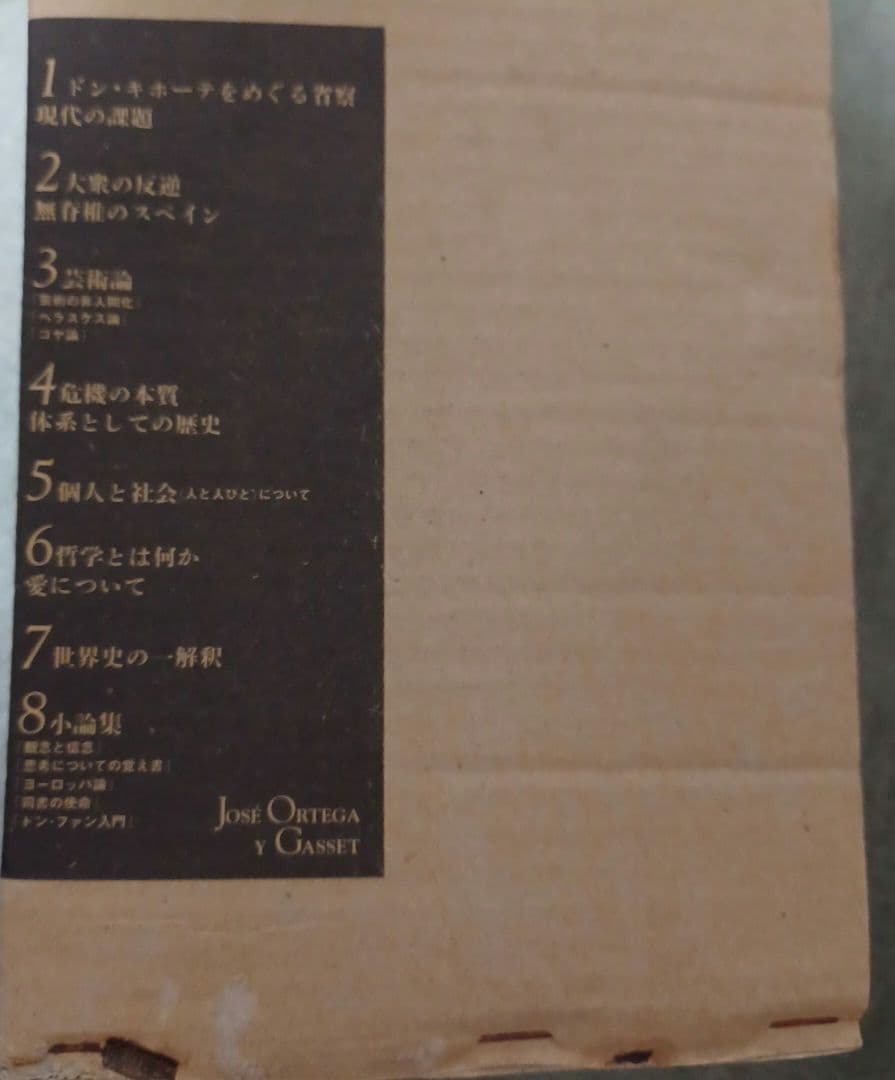 1 ドン・キホーテをめぐる省察
現代の課題
2 大衆の反逆
無脊椎のスペイン
3 芸術論
「芸術の非人間化」
「ベラスケス論」
「ゴヤ論」
4 危機の本質
体系としての歴史
5 個人と社会(人と人びと)について
6 哲学とは何か
愛について
7 世界史の一解釈
8 小論集
「観念と信念」
「思考についての覚え書」
「ヨーロッパ論」
「司書の使命」
「ドン・ファン入門」
JOSÉ ORTEGA
Y GASSET